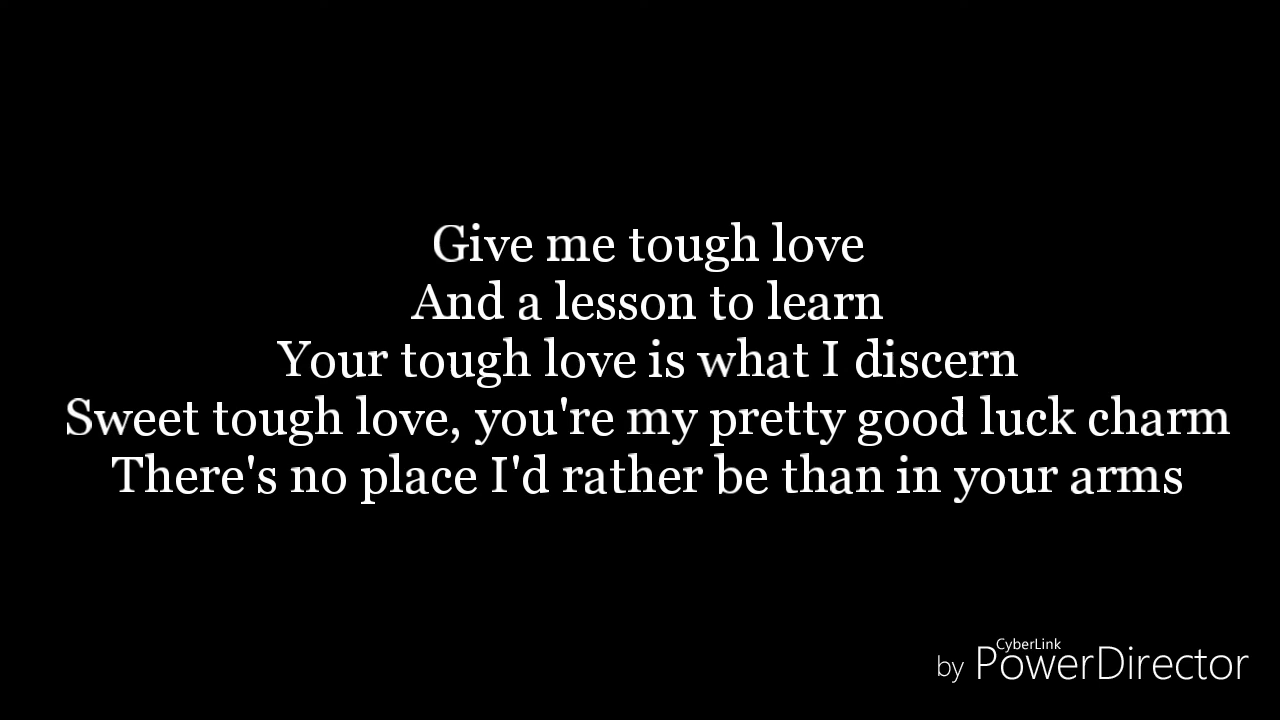 Give me tough love
And a lesson to learn
Your tough love is what I discern
Sweet tough love, you're my pretty good luck charm
There's no place I'd rather be than in your arms
CyberLink
by PowerDirector